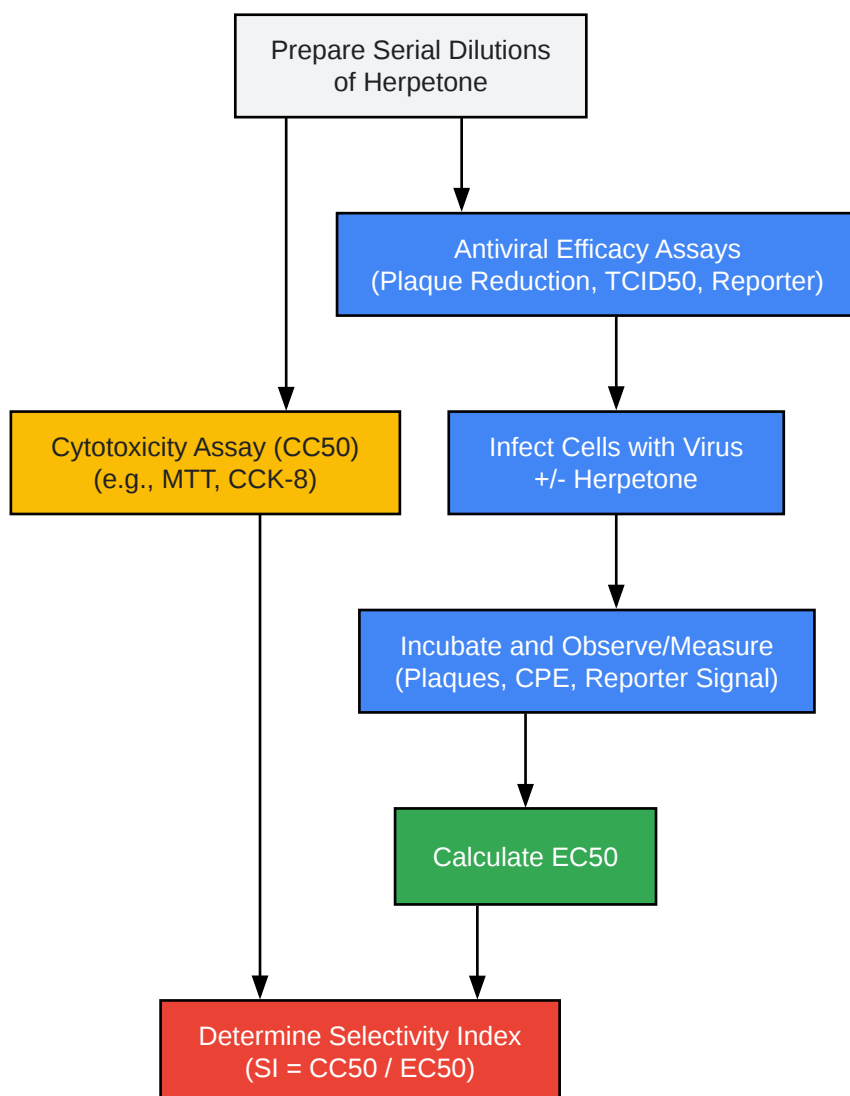 Prepare Serial Dilutions
of Herpetone
Antiviral Efficacy Assays
(Plaque Reduction, TCID50, Reporter)
Cytotoxicity Assay (CC50)
(e.g., MTT, CCK-8)
Infect Cells with Virus
+/- Herpetone
Incubate and Observe/Measure
(Plaques, CPE, Reporter Signal)
Calculate EC50
Determine Selectivity Index
(SI = CC50 / EC50)